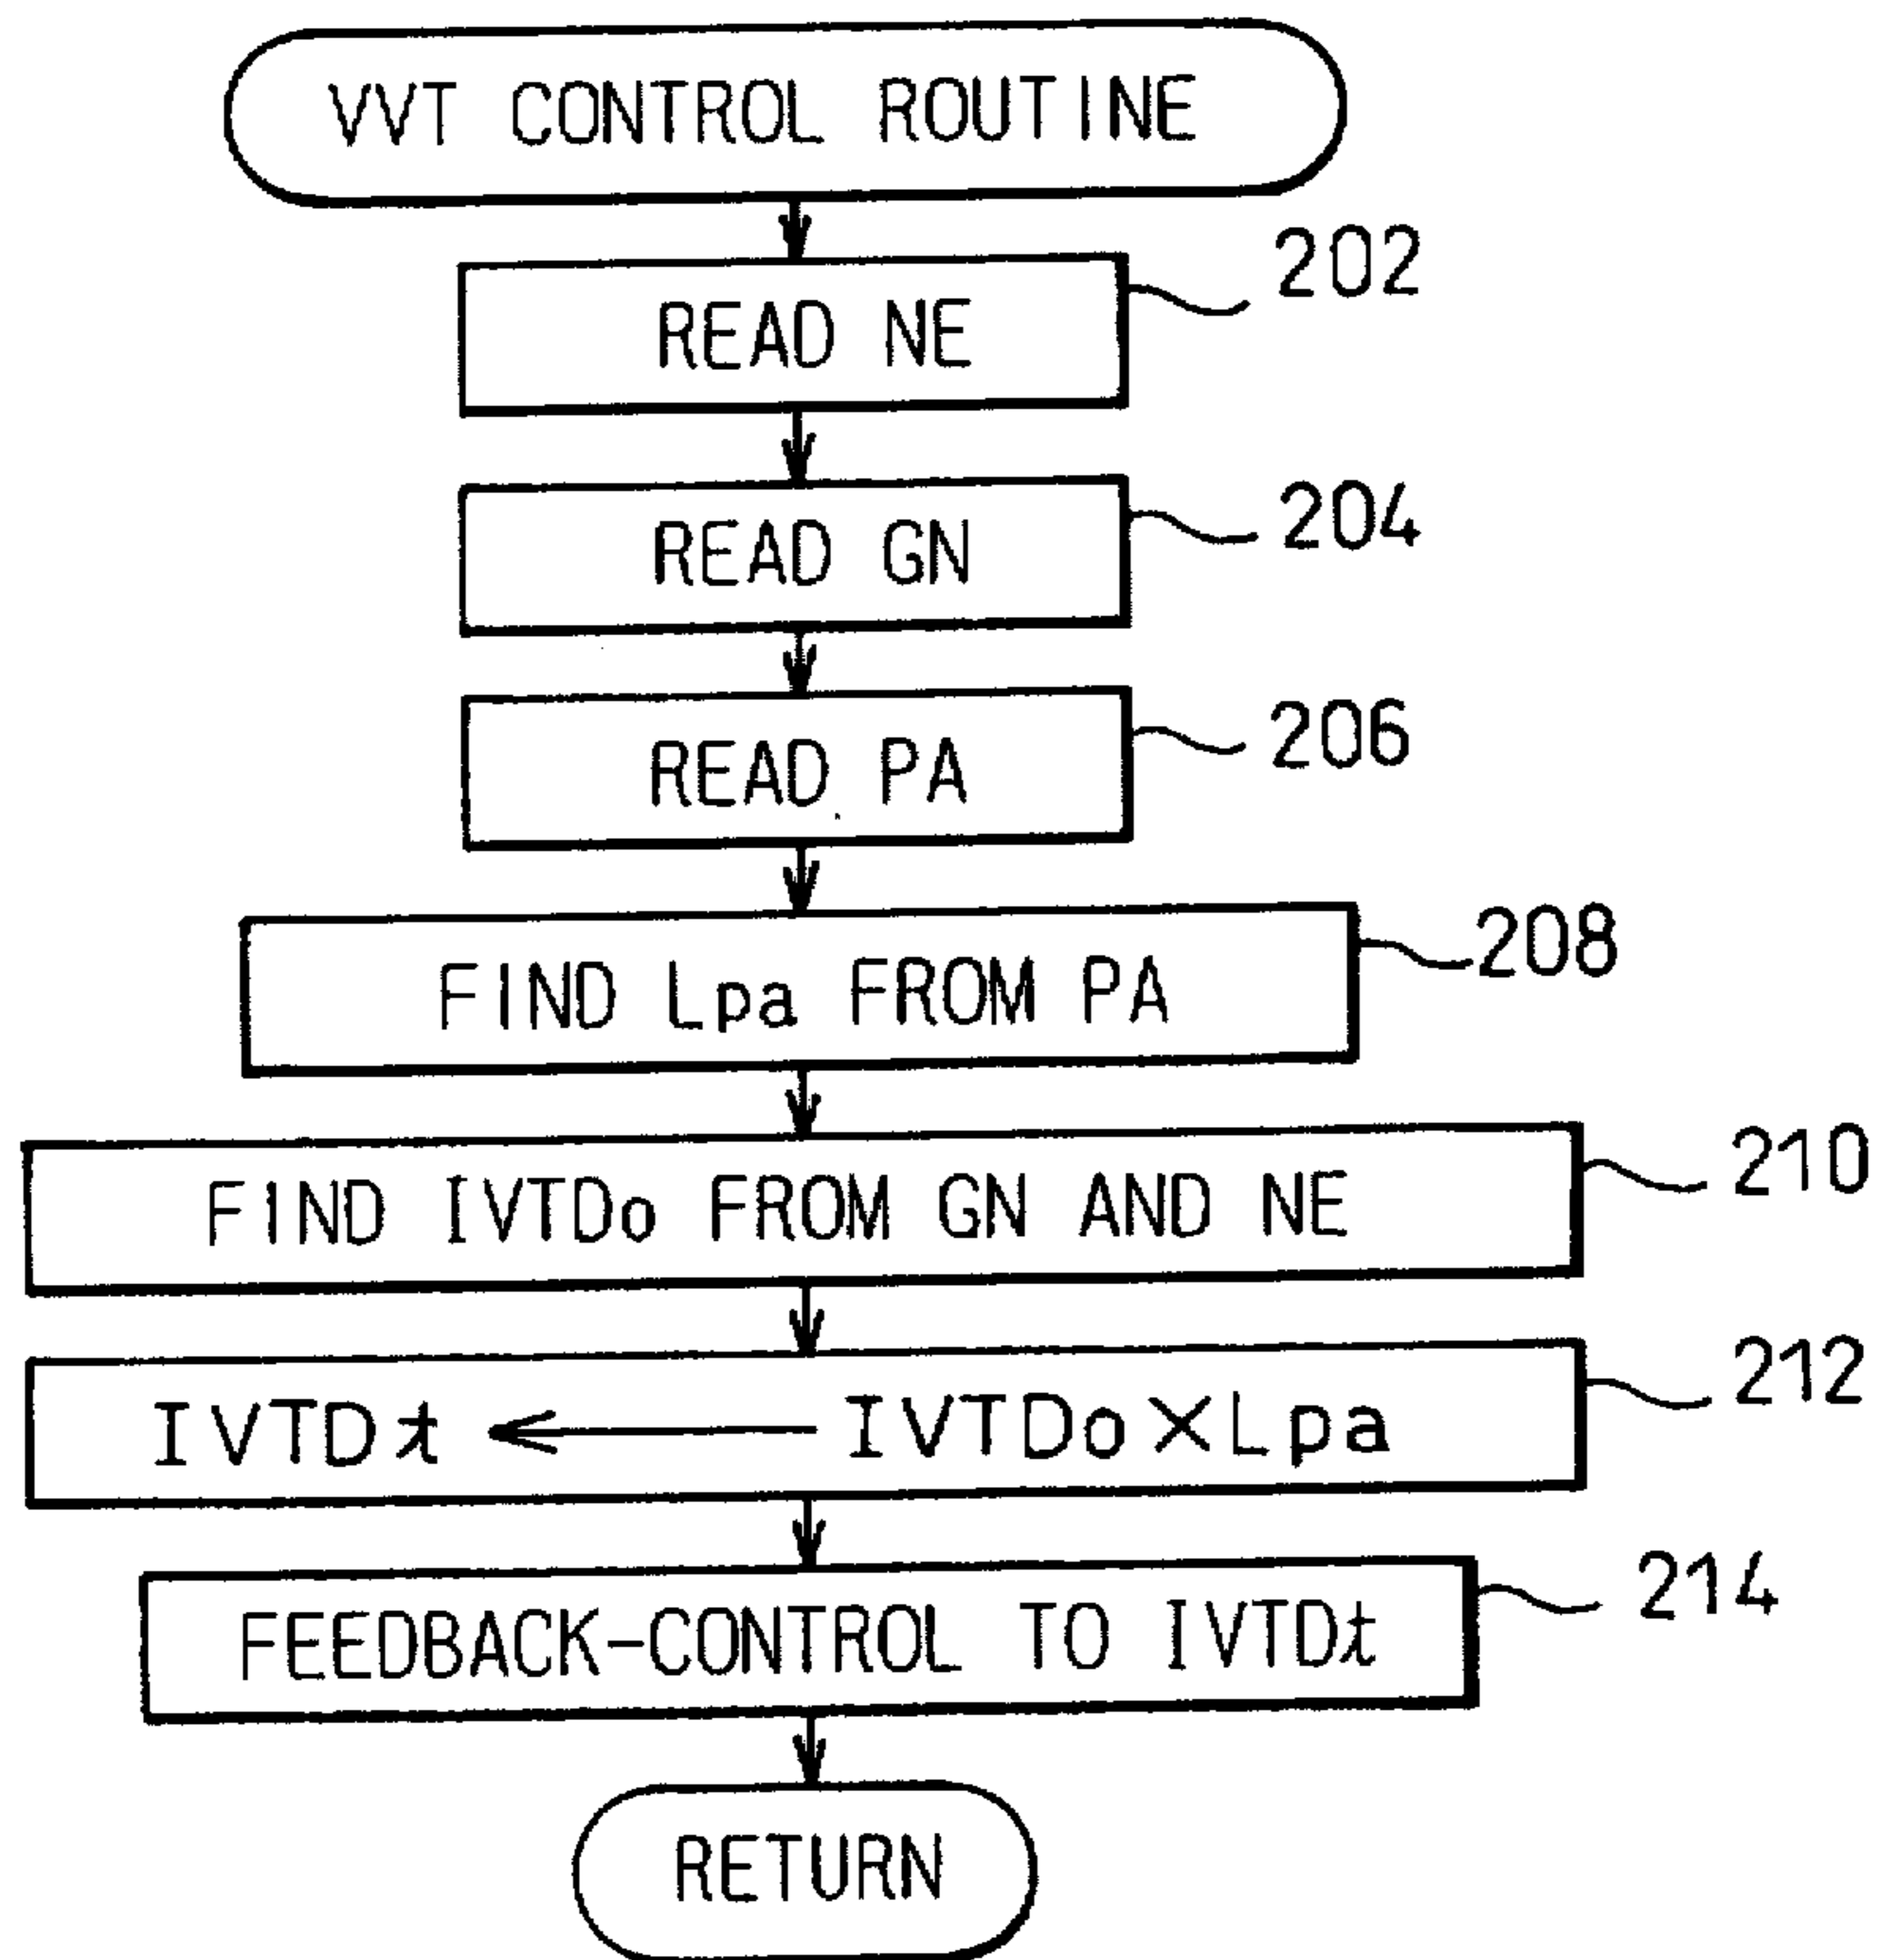 VVT CONTROL ROUTINE
202
READ NE
204
READ GN
206
READ PA
208
FIND Lpa FROM PA
210
FIND IVTDo FROM GN AND NE
212
IVTDt ← IVTDo×Lpa
214
FEEDBACK-CONTROL TO IVTDt
RETURN